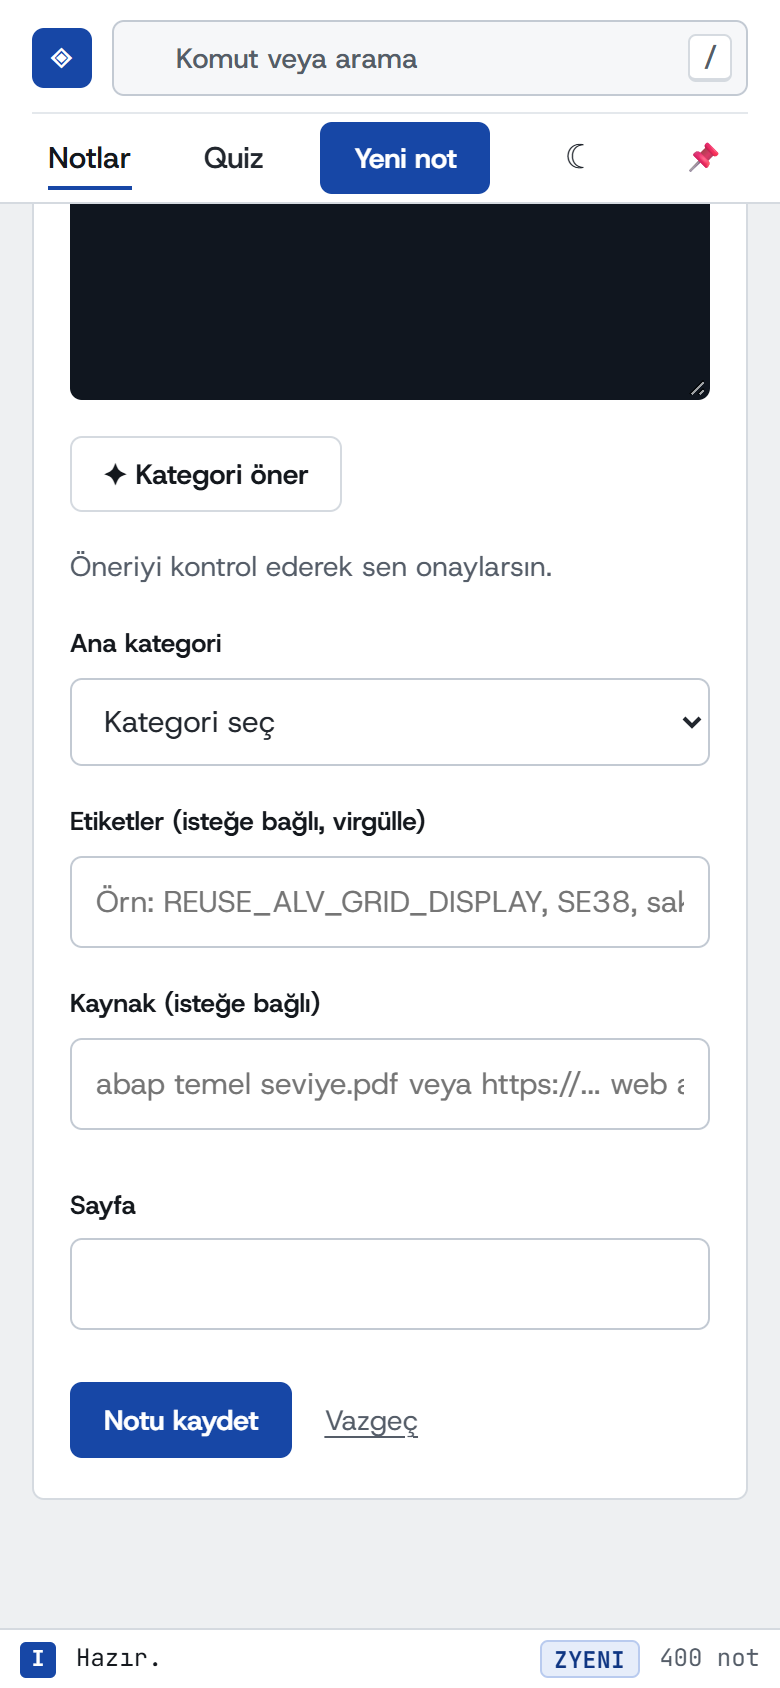 Komut veya arama /
Notlar Quiz Yeni not
✦ Kategori öner
Öneriyi kontrol ederek sen onaylarsın.
Ana kategori
Kategori seç
Etiketler (isteğe bağlı, virgülle)
Örn: REUSE_ALV_GRID_DISPLAY, SE38, sak
Kaynak (isteğe bağlı)
abap temel seviye.pdf veya https://... web a
Sayfa
Notu kaydet Vazgeç
I Hazır. ZYENI 400 not